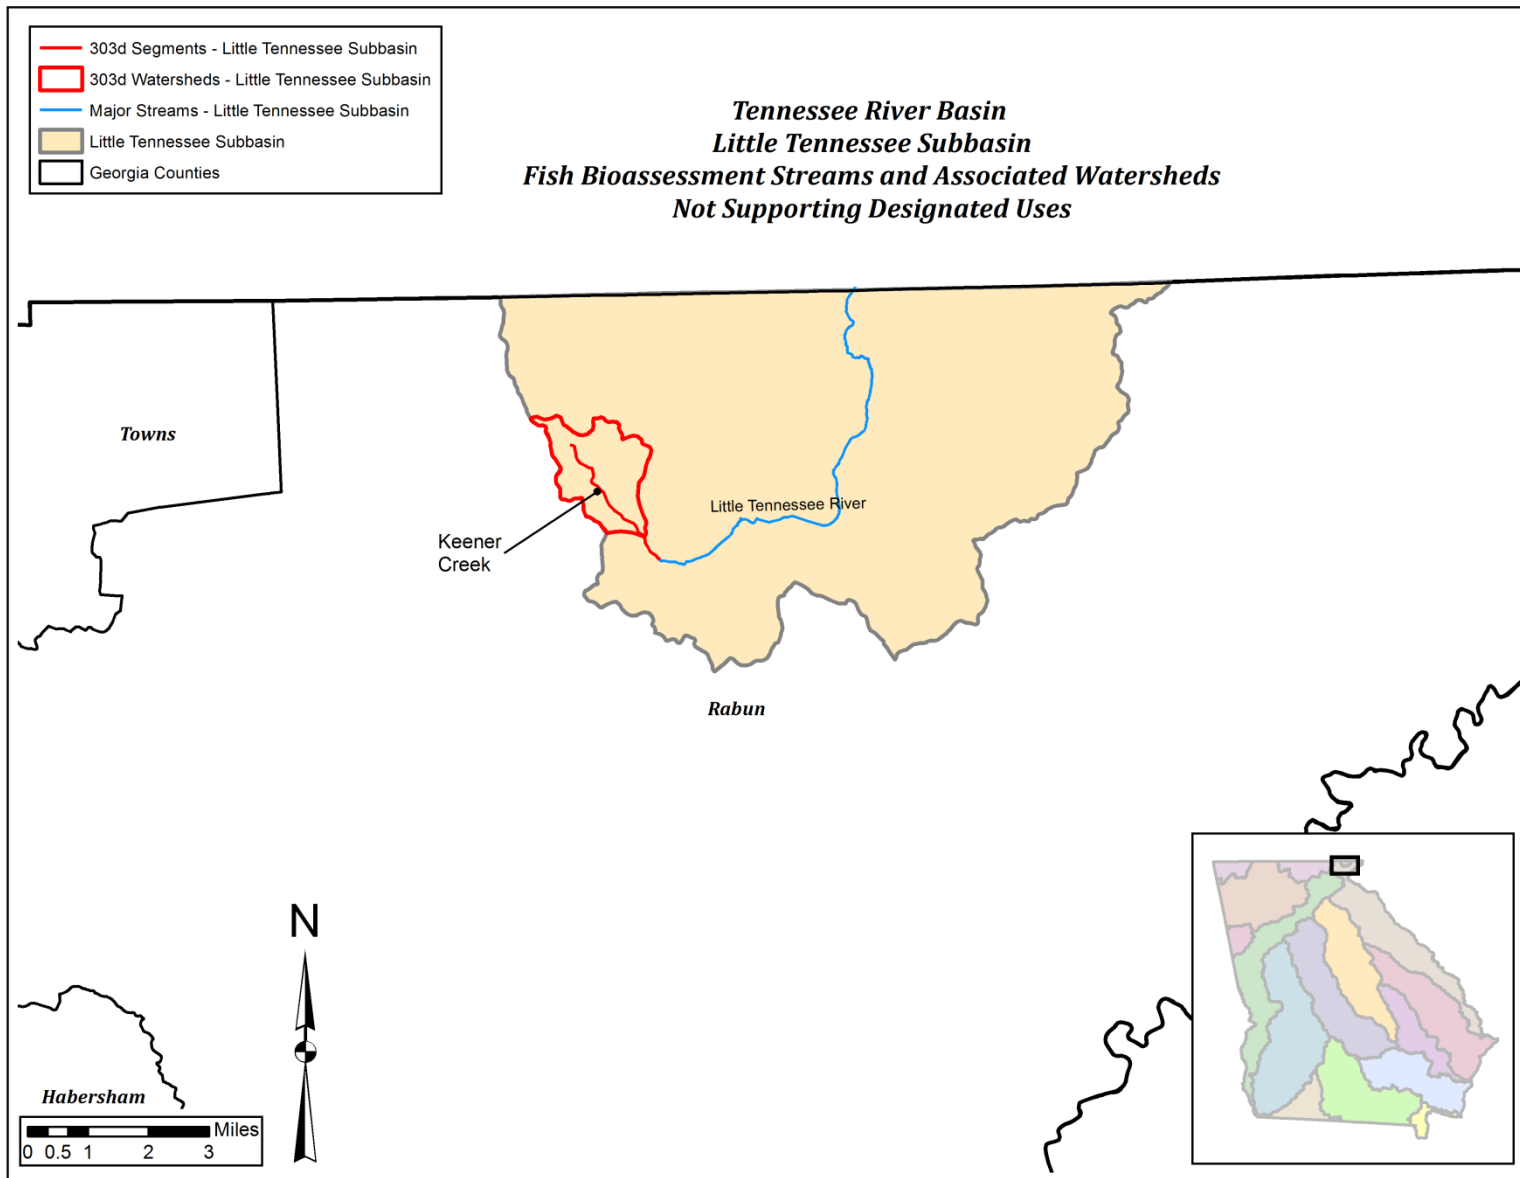 303d Segments - Little Tennessee Subbasin
303d Watersheds - Little Tennessee Subbasin
Major Streams - Little Tennessee Subbasin
Little Tennessee Subbasin
Georgia Counties
Tennessee River Basin
Little Tennessee Subbasin
Fish Bioassessment Streams and Associated Watersheds
Not Supporting Designated Uses
Towns
Little Tennessee River
Keener
Creek
Rabun
N
Habersham
Miles
0 0.5 1 2 3